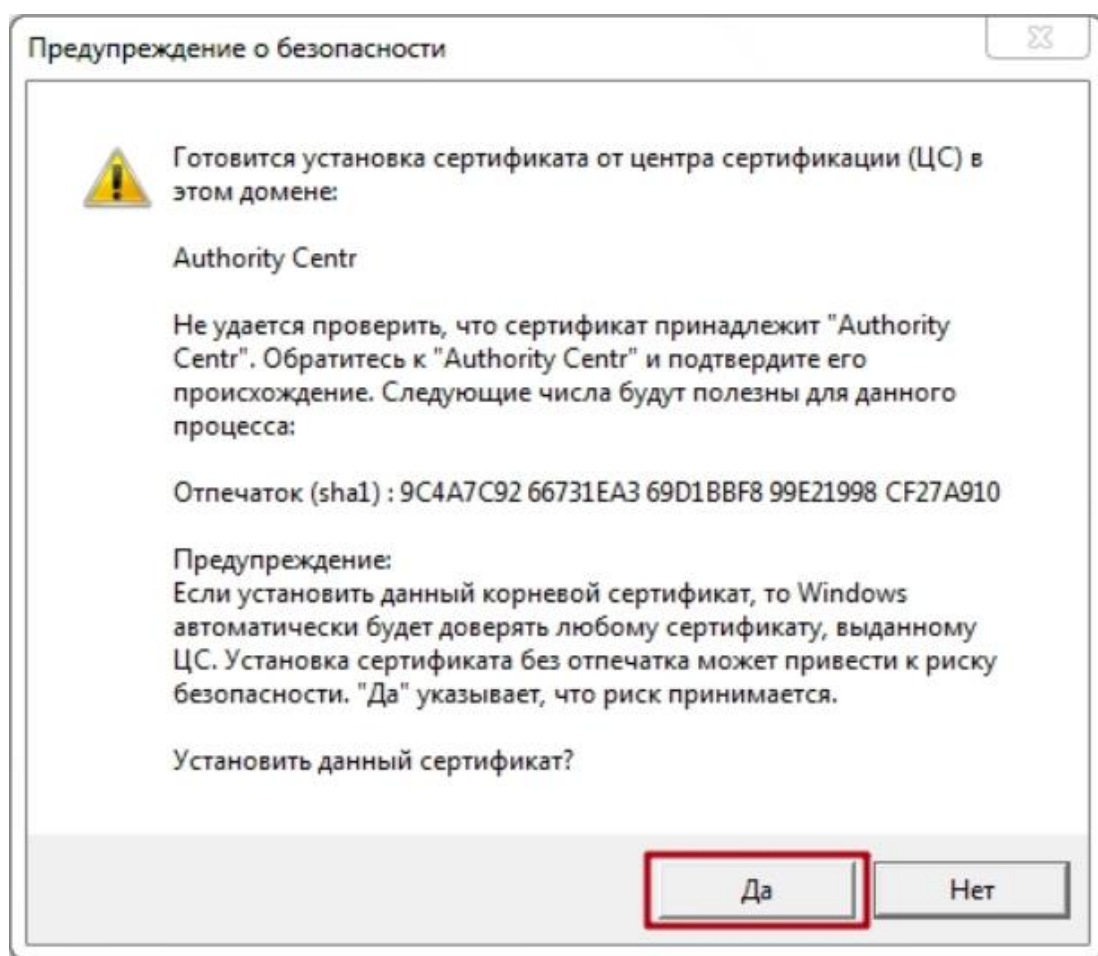 Предупреждение о безопасности
Готовится установка сертификата от центра сертификации (ЦС) в
этом домене:
Authority Centr
Не удается проверить, что сертификат принадлежит "Authority
Centr". Обратитесь к "Authority Centr" и подтвердите его
происхождение. Следующие числа будут полезны для данного
процесса:
Отпечаток (sha1) : 9C4A7C92 66731EA3 69D1BBF8 99E21998 CF27A910
Предупреждение:
Если установить данный корневой сертификат, то Windows
автоматически будет доверять любому сертификату, выданному
ЦС. Установка сертификата без отпечатка может привести к риску
безопасности. "Да" указывает, что риск принимается.
Установить данный сертификат?
Да
Нет